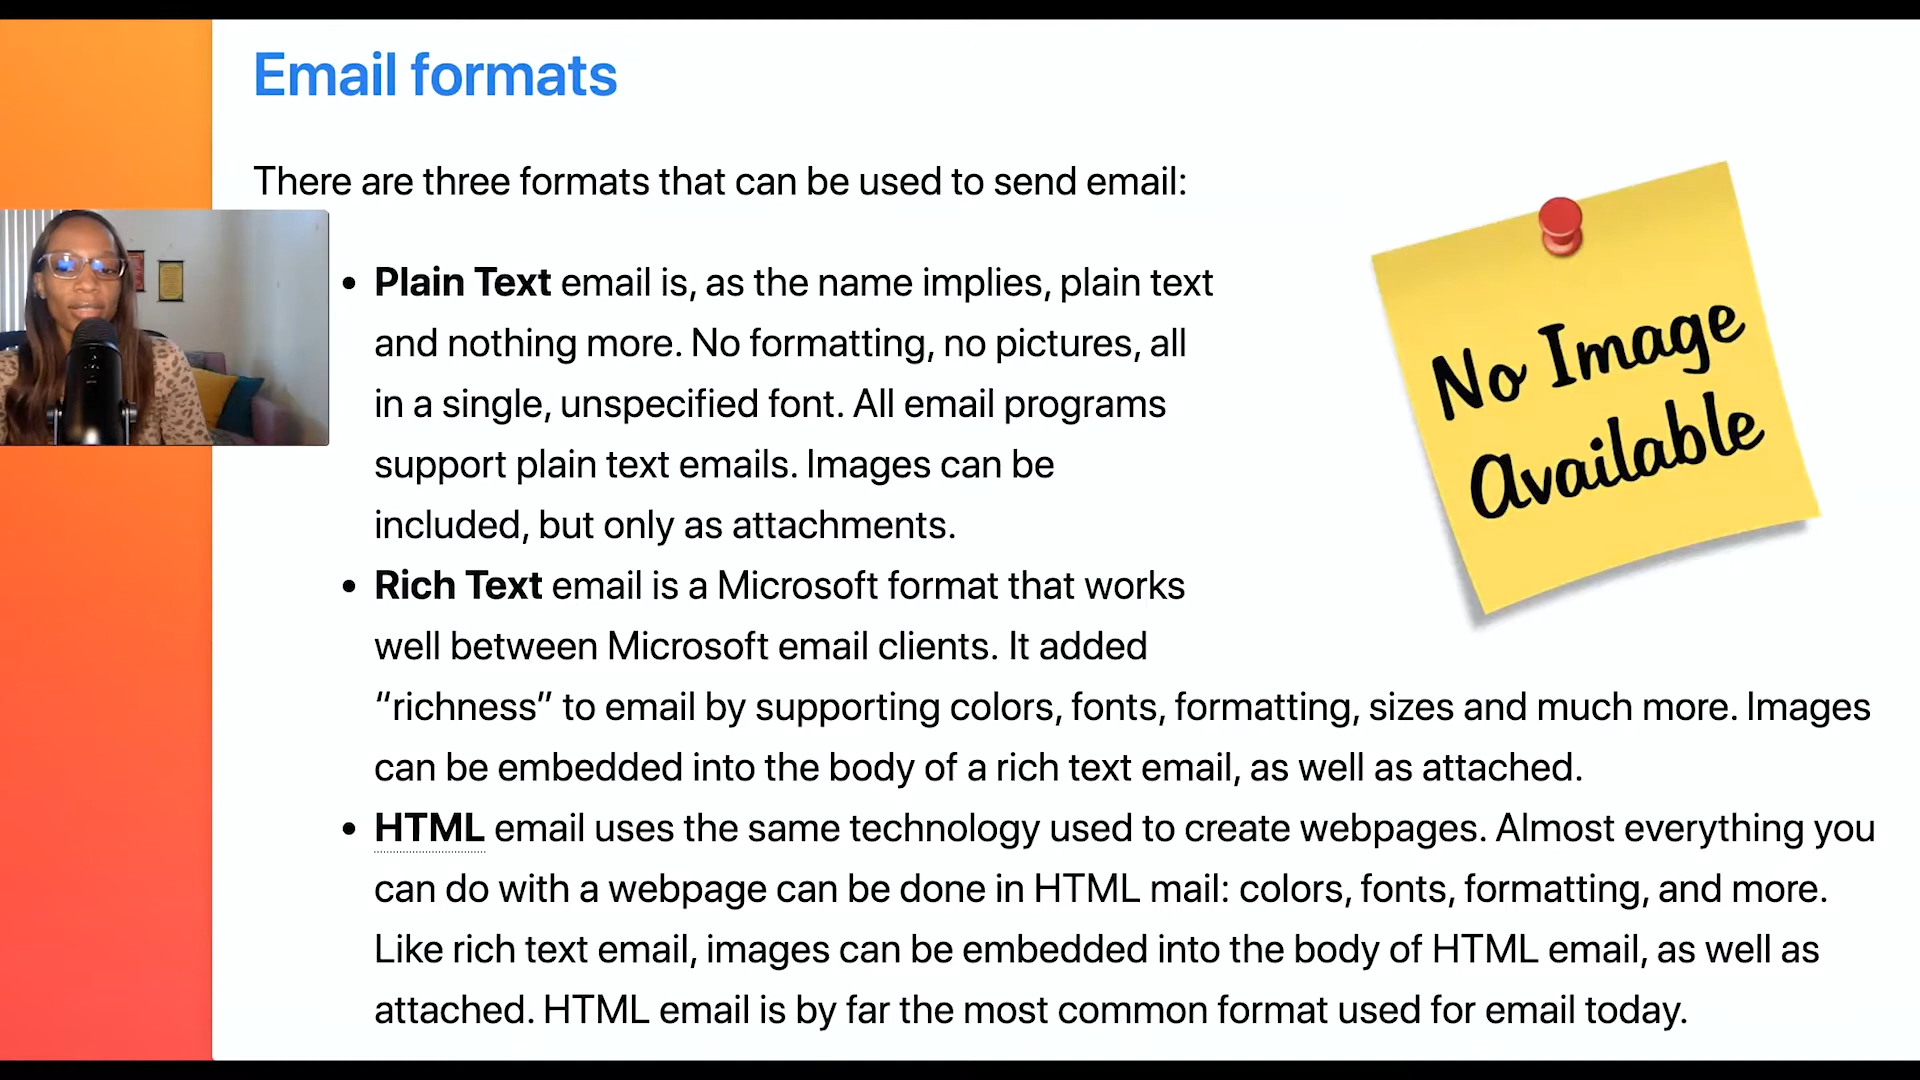 Email formats
There are three formats that can be used to send email:
• Plain Text email is, as the name implies, plain text
and nothing more. No formatting, no pictures, all
in a single, unspecified font. All email programs
support plain text emails. Images can be
included, but only as attachments.
• Rich Text email is a Microsoft format that works
well between Microsoft email clients. It added
“richness” to email by supporting colors, fonts, formatting, sizes and much more. Images
can be embedded into the body of a rich text email, as well as attached.
• HTML email uses the same technology used to create webpages. Almost everything you
can do with a webpage can be done in HTML mail: colors, fonts, formatting, and more.
Like rich text email, images can be embedded into the body of HTML email, as well as
attached. HTML email is by far the most common format used for email today.
No Image
Available